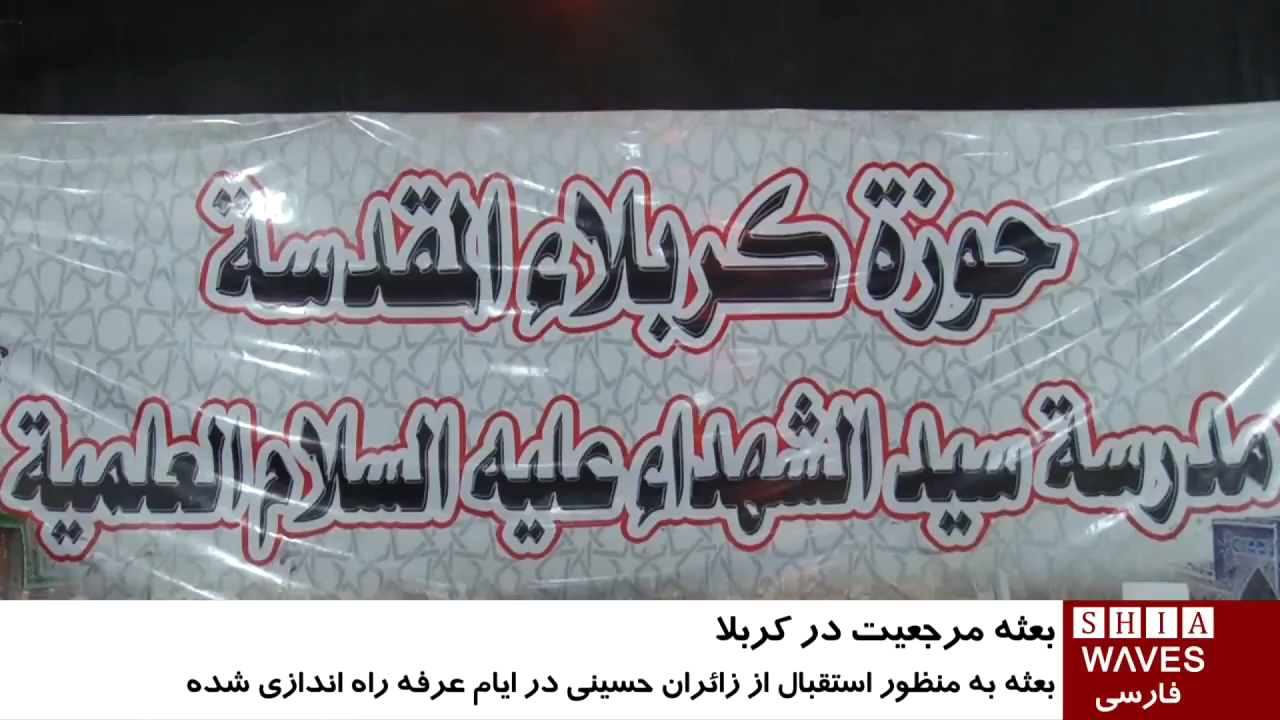 حوزة كربلاء المقدسة
مدرسة سيد الشهداء عليه السلام العلمية
بعثه مرجعیت در کربلا
بعثه به منظور استقبال از زائران حسینی در ایام عرفه راه اندازی شده
SHIA
WAVES
فارسی